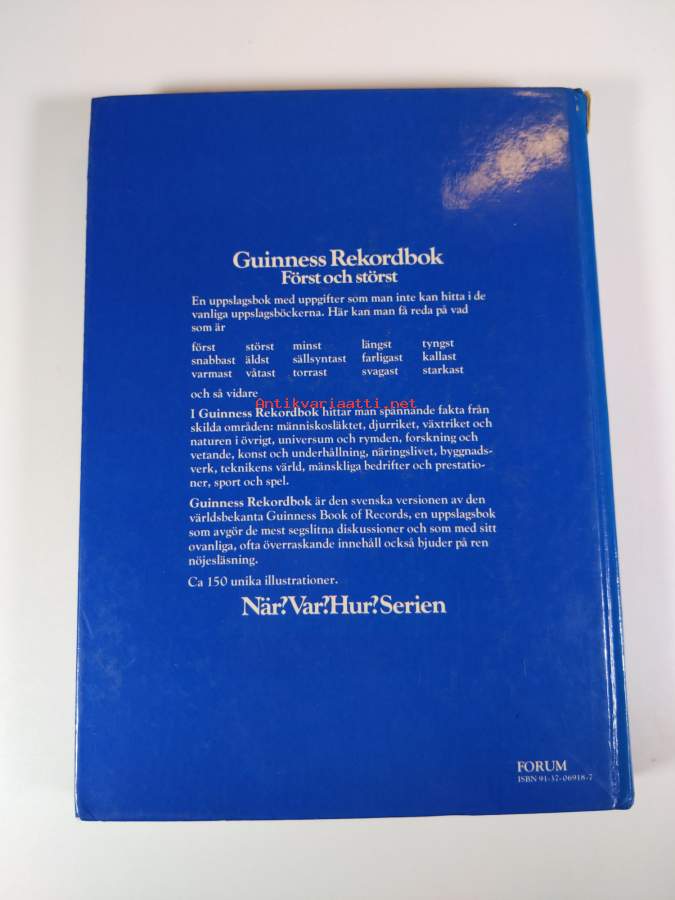 Guinness Rekordbok
Först och störst
En uppslagsbok med uppgifter som man inte kan hitta i de
vanliga uppslagsböckerna. Här kan man få reda på vad
som är
först störst minst längst tyngst
snabbast äldst sällsyntast farligast kallast
varmast våtast torrast svagast starkast
och så vidare
Antikvariaatti.net
I Guinness Rekordbok hittar man spännande fakta från
skilda områden: människosläktet, djurriket, växtriket och
naturen i övrigt, universum och rymden, forskning och
vetande, konst och underhållning, näringslivet, byggnads-
verk, teknikens värld, mänskliga bedrifter och prestatio-
ner, sport och spel.
Guinness Rekordbok är den svenska versionen av den
världsbekanta Guinness Book of Records, en uppslagsbok
som avgör de mest segslitna diskussioner och som med sitt
ovanliga, ofta överraskande innehåll också bjuder på ren
nöjesläsning.
Ca 150 unika illustrationer.
När?Var?Hur?Serien
FORUM
ISBN 91-37-06918-7